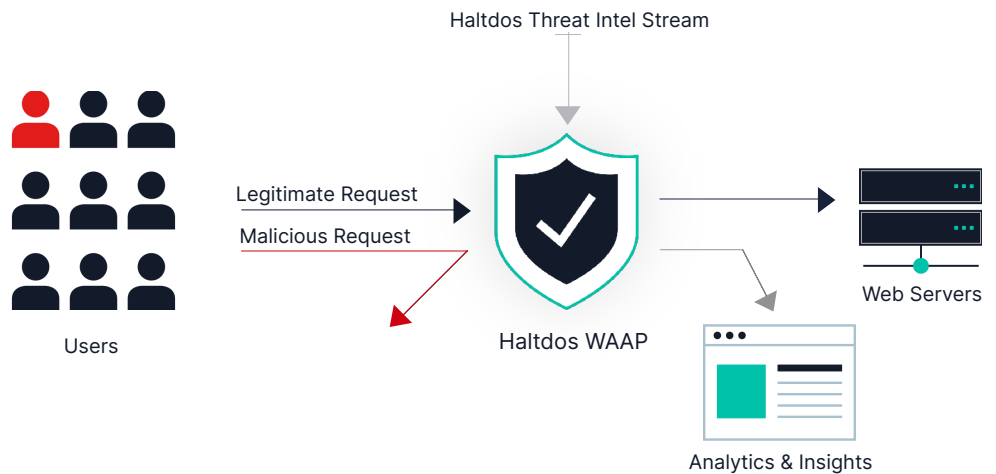 Haltdos Threat Intel Stream
Legitimate Request
Malicious Request
Users
Haltdos WAAP
Web Servers
Analytics & Insights